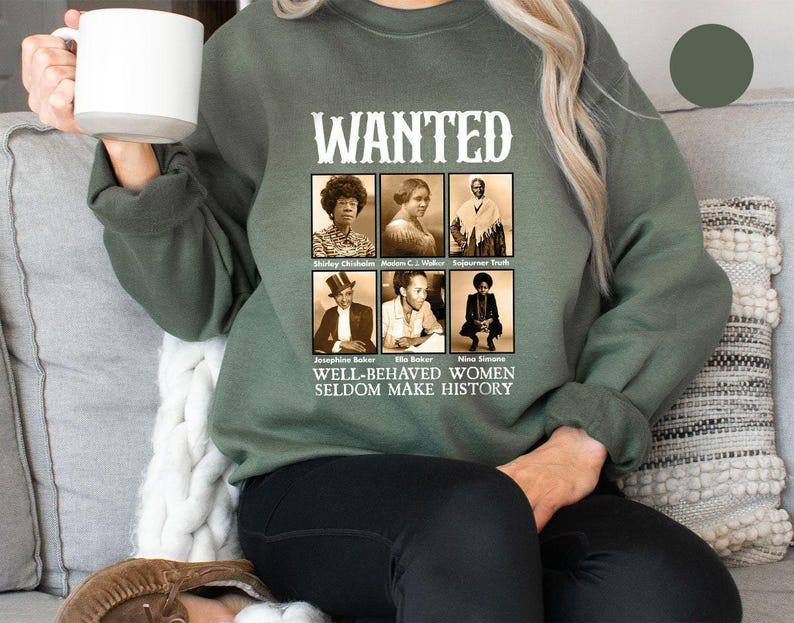 WANTED
Shirley Chisholm Madam C. J. Walker Sojourner Truth
Josephine Baker Ella Baker Nina Simone
WELL-BEHAVED WOMEN
SELDOM MAKE HISTORY